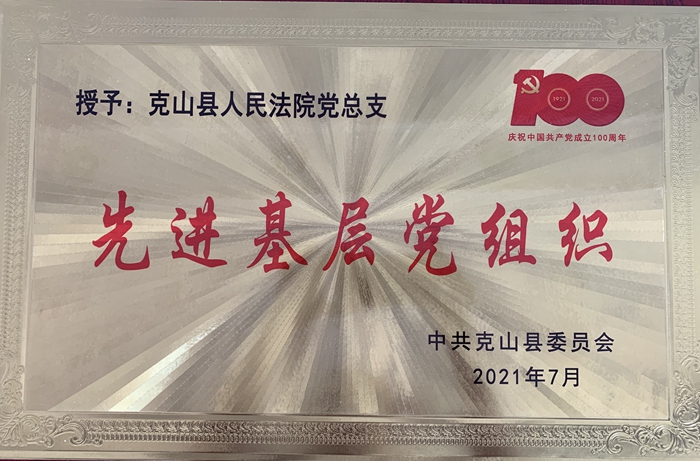 授予：克山县人民法院党总支
100
1921
2021
庆祝中国共产党成立100周年
先进基层党组织
中共克山县委员会
2021年7月